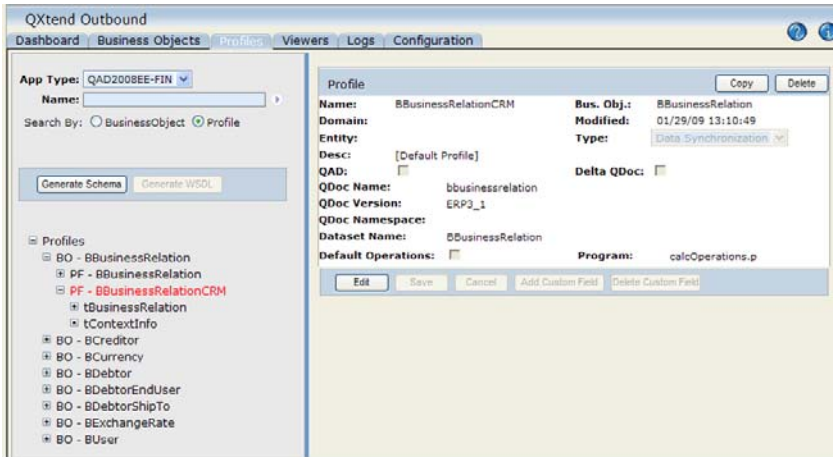 QXtend Outbound
Dashboard Business Objects Profiles Viewers Logs Configuration
App Type: QAD2008EE-FIN
Name:
Search By: BusinessObject Profile
Generate Schema Generate WSDL
Profiles
BO - BBusinessRelation
PF - BBusinessRelation
PF - BBusinessRelationCRM
tBusinessRelation
tContextInfo
BO - BCreditor
BO - BCurrency
BO - BDebtor
BO - BDebtorEndUser
BO - BDebtorShipTo
BO - BExchangeRate
BO - BUser
Profile Copy Delete
Name: BBusinessRelationCRM Bus. Obj.: BBusinessRelation
Domain: Modified: 01/29/09 13:10:49
Entity: Type: Data Synchronization
Desc: [Default Profile]
QAD: Delta QDoc:
QDoc Name: bbusinessrelation
QDoc Version: ERP3_1
QDoc Namespace:
Dataset Name: BBusinessRelation
Default Operations: Program: calcOperations.p
Edit Save Cancel Add Custom Field Delete Custom Field